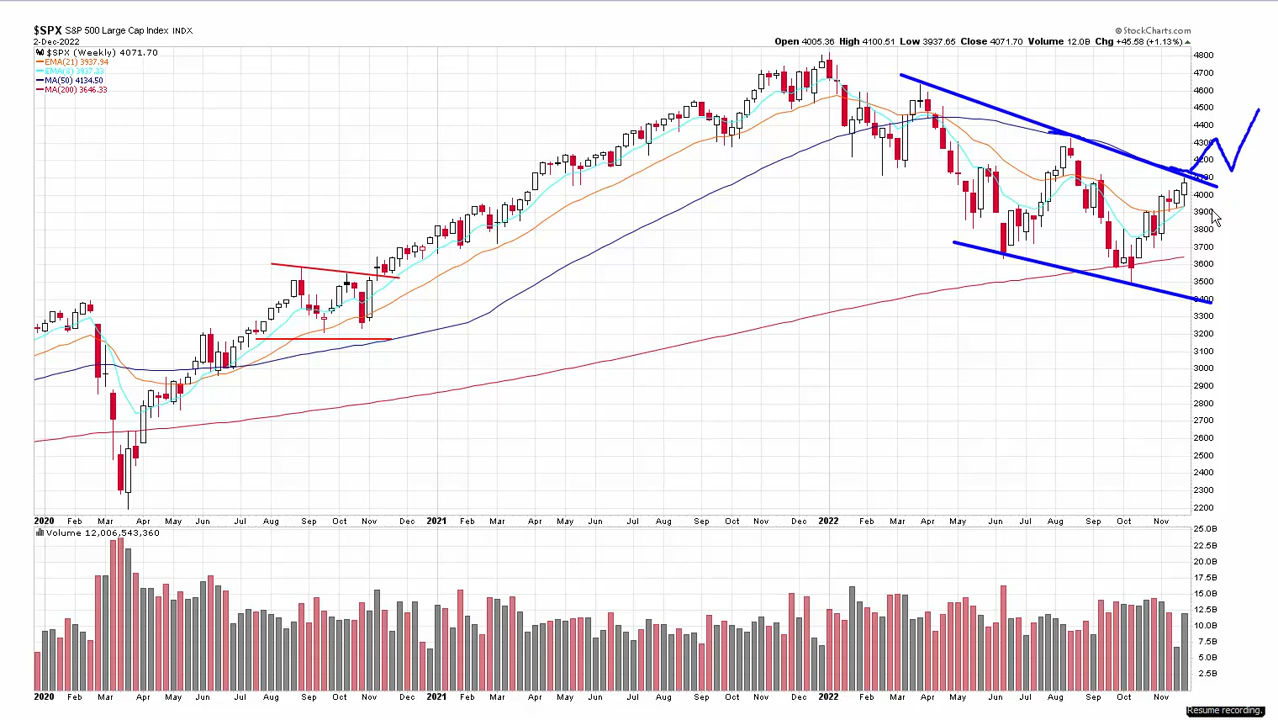 $SPX S&P 500 Large Cap Index INDX
© StockCharts.com
2-Dec-2022
Open 4005.36 High 4100.51 Low 3937.65 Close 4071.70 Volume 12.0B Chg +45.58 (+1.13%)
$SPX (Weekly) 4071.70
EMA(21) 3937.94
MA(50) 4134.50
MA(200) 3646.33
4800
4700
4600
4500
4400
4300
4200
4000
3900
3800
3700
3600
3500
3400
3300
3200
3100
3000
2900
2800
2700
2600
2500
2400
2300
2200
2020 Feb Mar Apr May Jun Jul Aug Sep Oct Nov Dec 2021 Feb Mar Apr May Jun Jul Aug Sep Oct Nov Dec 2022 Feb Mar Apr May Jun Jul Aug Sep Oct Nov
Volume 12,006,543,360
25.0B
22.5B
20.0B
17.5B
15.0B
12.5B
10.0B
7.5B
5.0B
2.5B
2020 Feb Mar Apr May Jun Jul Aug Sep Oct Nov Dec 2021 Feb Mar Apr May Jun Jul Aug Sep Oct Nov Dec 2022 Feb Mar Apr May Jun Jul Aug Sep Oct Nov
Resume recording.